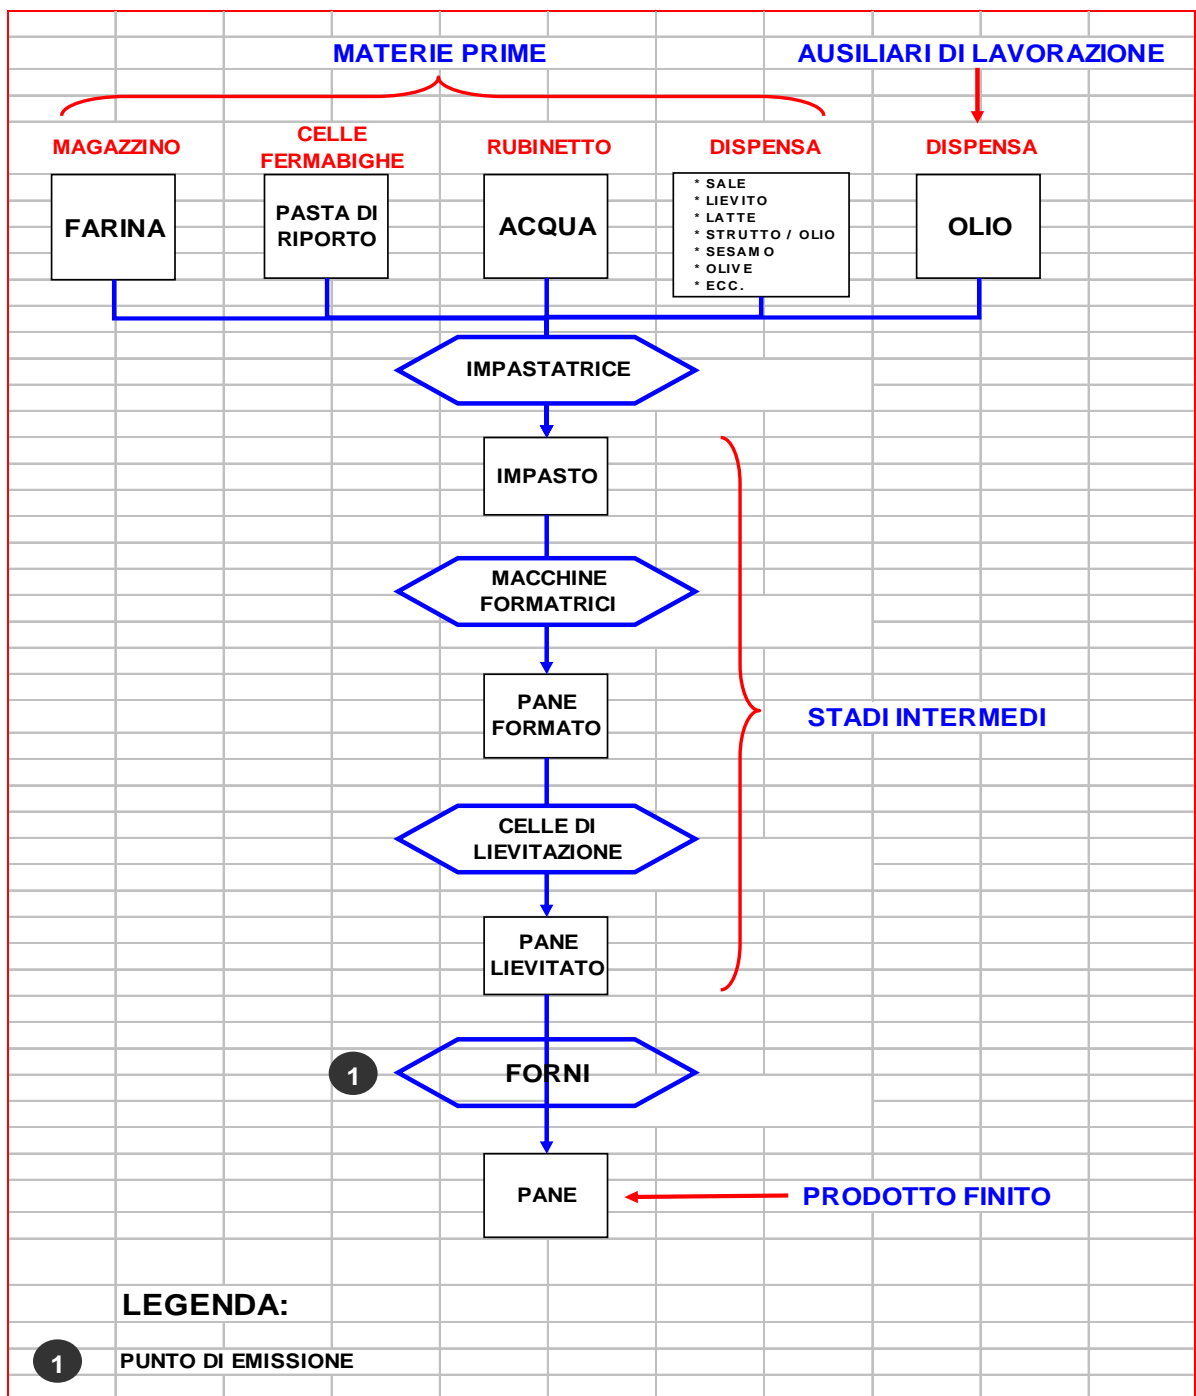 MATERIE PRIME
AUSILIARI DI LAVORAZIONE
MAGAZZINO
CELLE
FERMABIGHE
RUBINETTO
DISPENSA
DISPENSA
FARINA
PASTA DI
RIPORTO
ACQUA
* SALE
* LIEVITO
* LATTE
* STRUTTO / OLIO
* SESAMO
* OLIVE
* ECC.
OLIO
IMPASTATRICE
IMPASTO
MACCHINE
FORMATRICI
PANE
FORMATO
STADI INTERMEDI
CELLE DI
LIEVITAZIONE
PANE
LIEVITATO
1
FORNI
PANE
PRODOTTO FINITO
LEGENDA:
1
PUNTO DI EMISSIONE